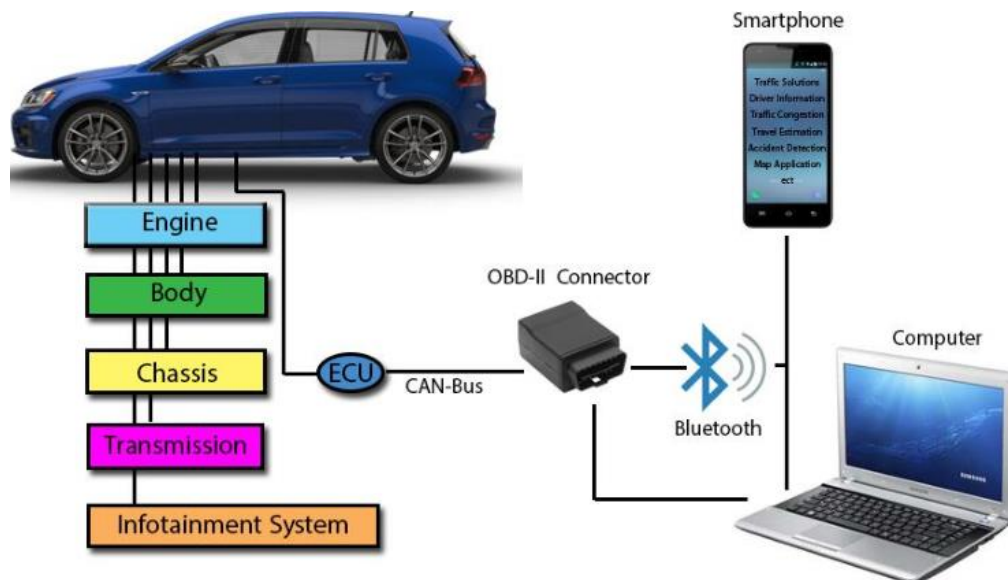 Smartphone
Traffic Solutions
Driver Information
Traffic Congestion
Travel Estimation
Accident Detection
Map Application
ect
Engine
Body
Chassis
Transmission
Infotainment System
ECU
CAN-Bus
OBD-II Connector
Bluetooth
Computer
SAMSUNG